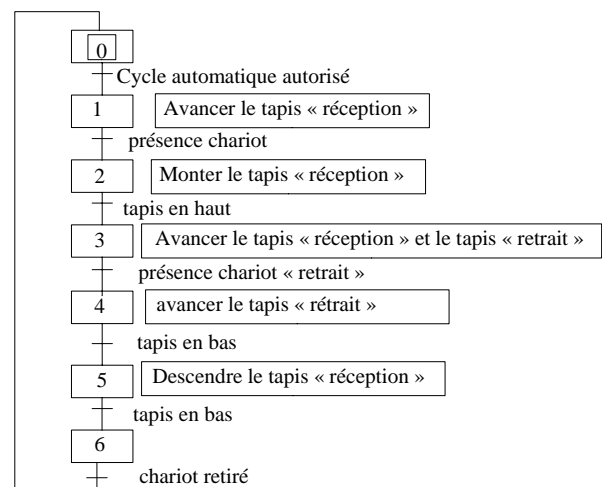 0
Cycle automatique autorisé
1 Avancer le tapis « réception »
présence chariot
2 Monter le tapis « réception »
tapis en haut
3 Avancer le tapis « réception » et le tapis « retrait »
présence chariot « retrait »
4 avancer le tapis « rétrait »
tapis en bas
5 Descendre le tapis « réception »
tapis en bas
6
chariot retiré